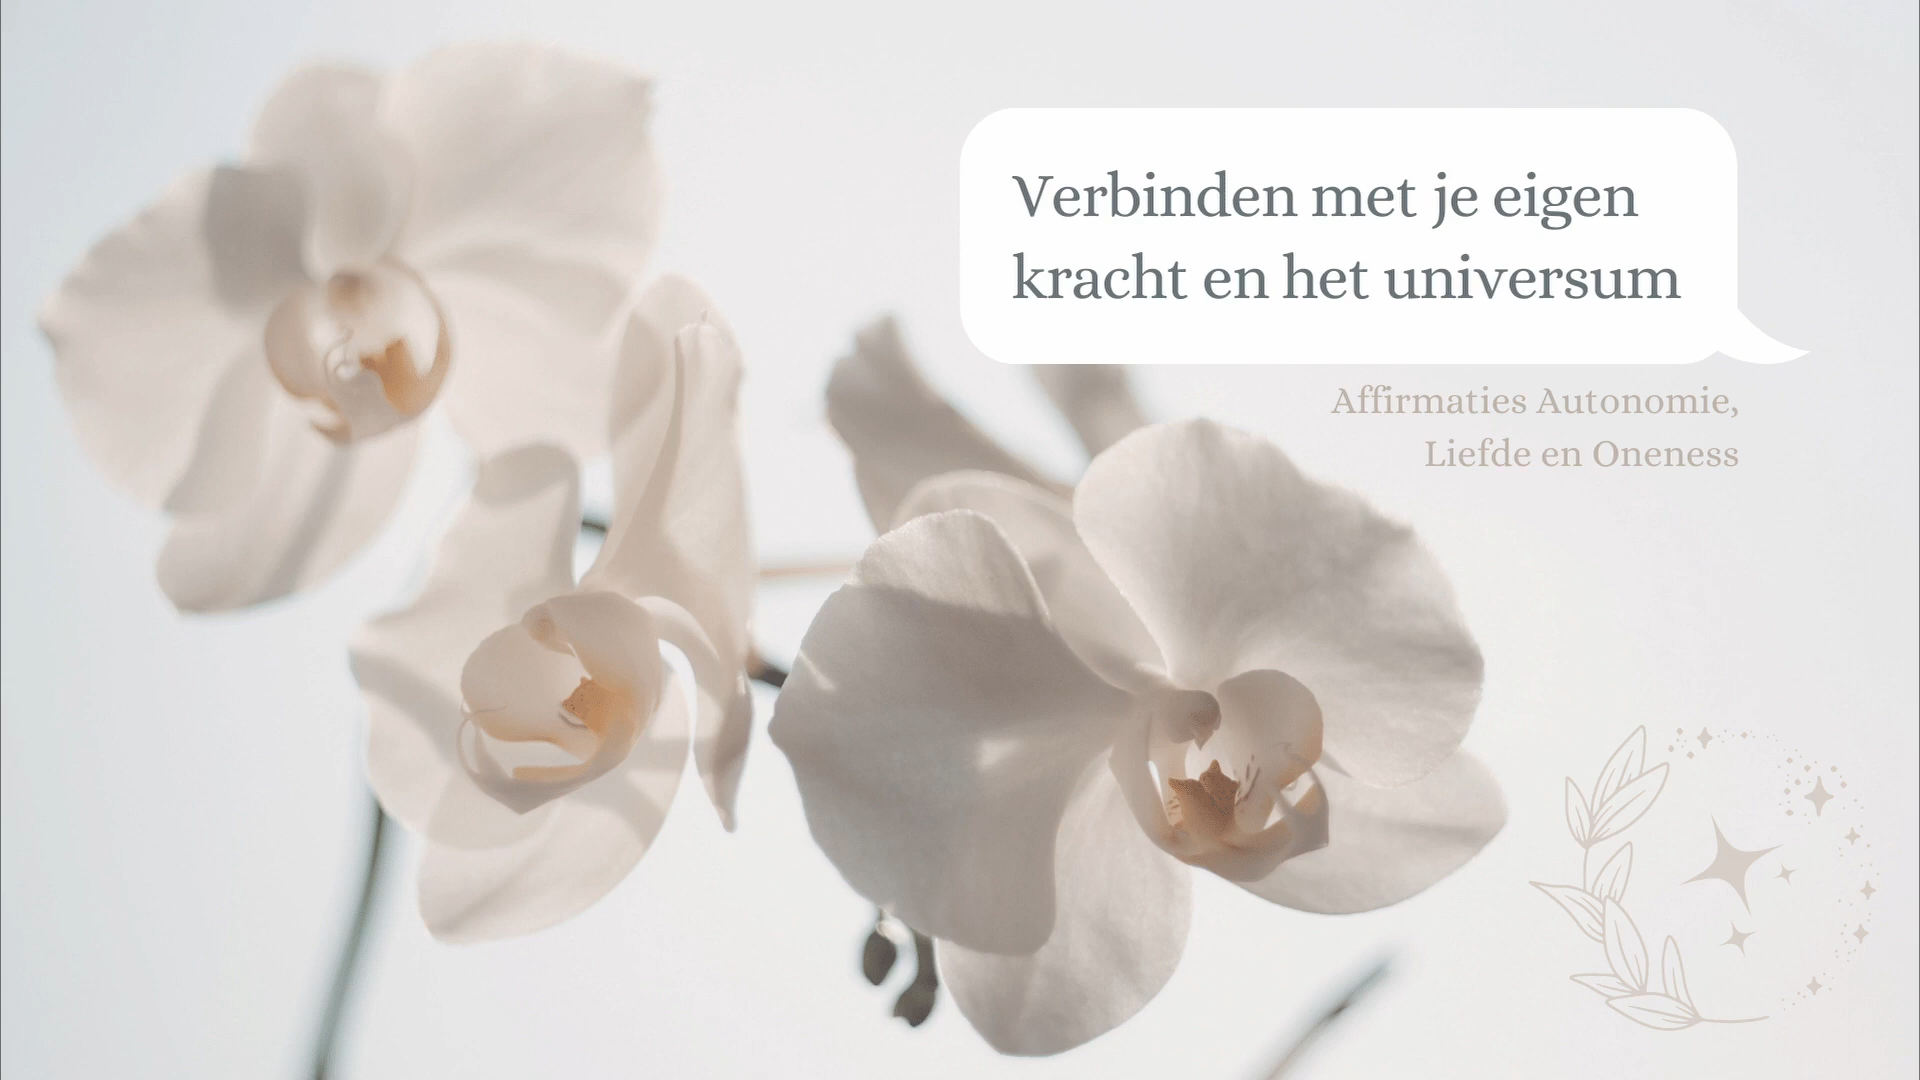 Verbinden met je eigen
kracht en het universum
Affirmaties Autonomie,
Liefde en Oneness